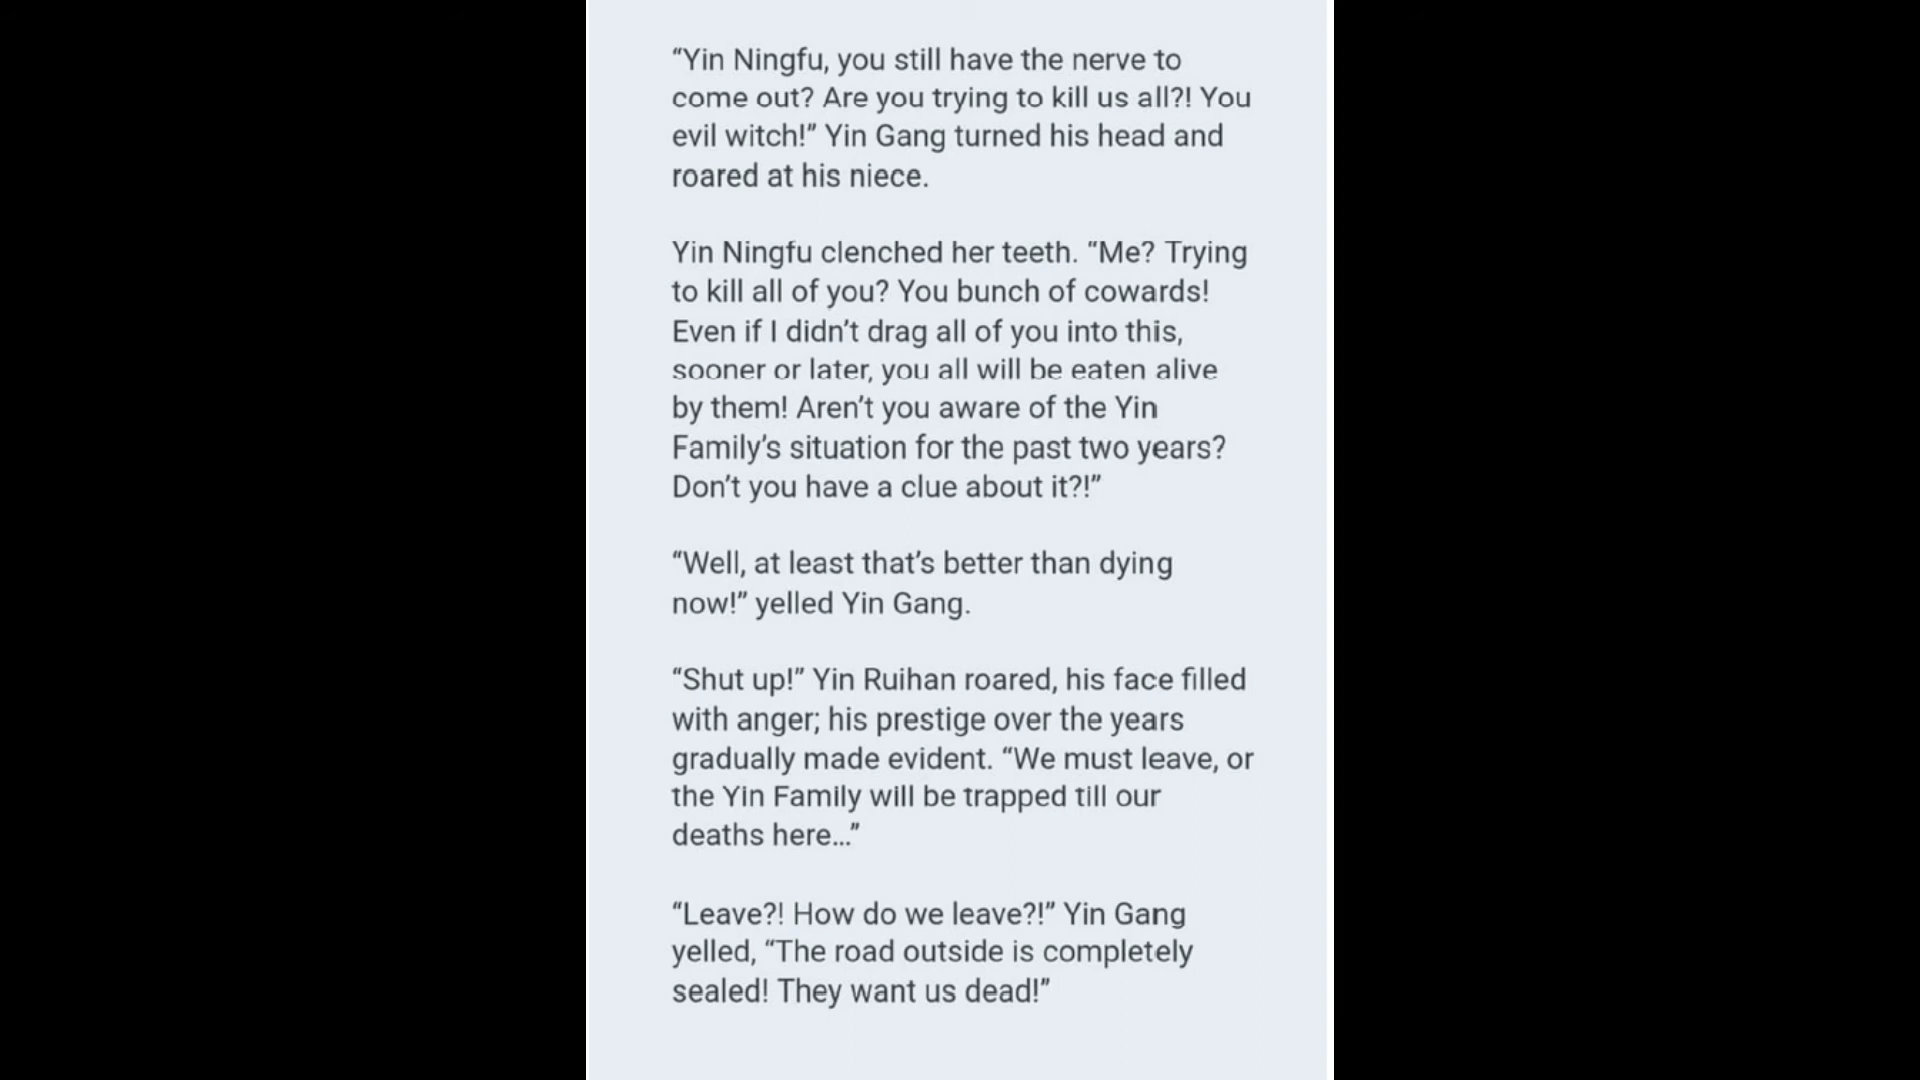 “Yin Ningfu, you still have the nerve to
come out? Are you trying to kill us all?! You
evil witch!” Yin Gang turned his head and
roared at his niece.
Yin Ningfu clenched her teeth. “Me? Trying
to kill all of you? You bunch of cowards!
Even if I didn’t drag all of you into this,
sooner or later, you all will be eaten alive
by them! Aren’t you aware of the Yin
Family’s situation for the past two years?
Don’t you have a clue about it?!”
“Well, at least that’s better than dying
now!” yelled Yin Gang.
“Shut up!” Yin Ruihan roared, his face filled
with anger; his prestige over the years
gradually made evident. “We must leave, or
the Yin Family will be trapped till our
deaths here…”
“Leave?! How do we leave?!” Yin Gang
yelled, “The road outside is completely
sealed! They want us dead!”